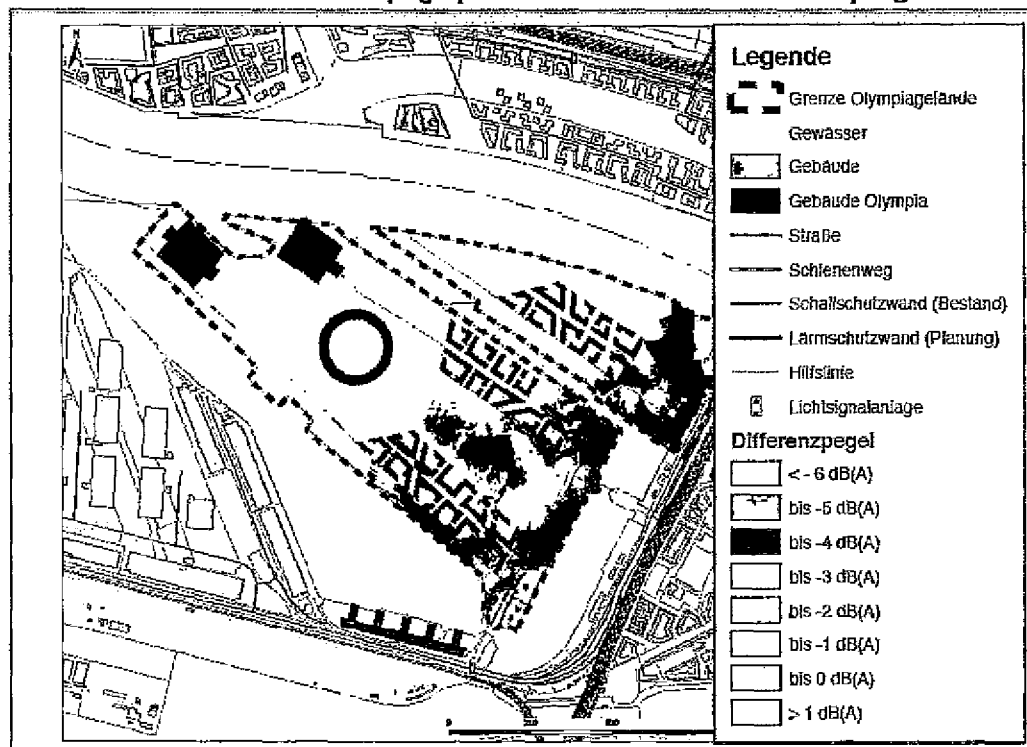 N
Legende
Grenze Olympiagelände
Gewässer
Gebäude
Gebäude Olympia
Straße
Schienenweg
Schallschutzwand (Bestand)
Lärmschutzwand (Planung)
Hilfslinie
Lichtsignalanlage
Differenzpegel
< -6 dB(A)
bis -5 dB(A)
bis -4 dB(A)
bis -3 dB(A)
bis -2 dB(A)
bis -1 dB(A)
bis 0 dB(A)
> 1 dB(A)
0